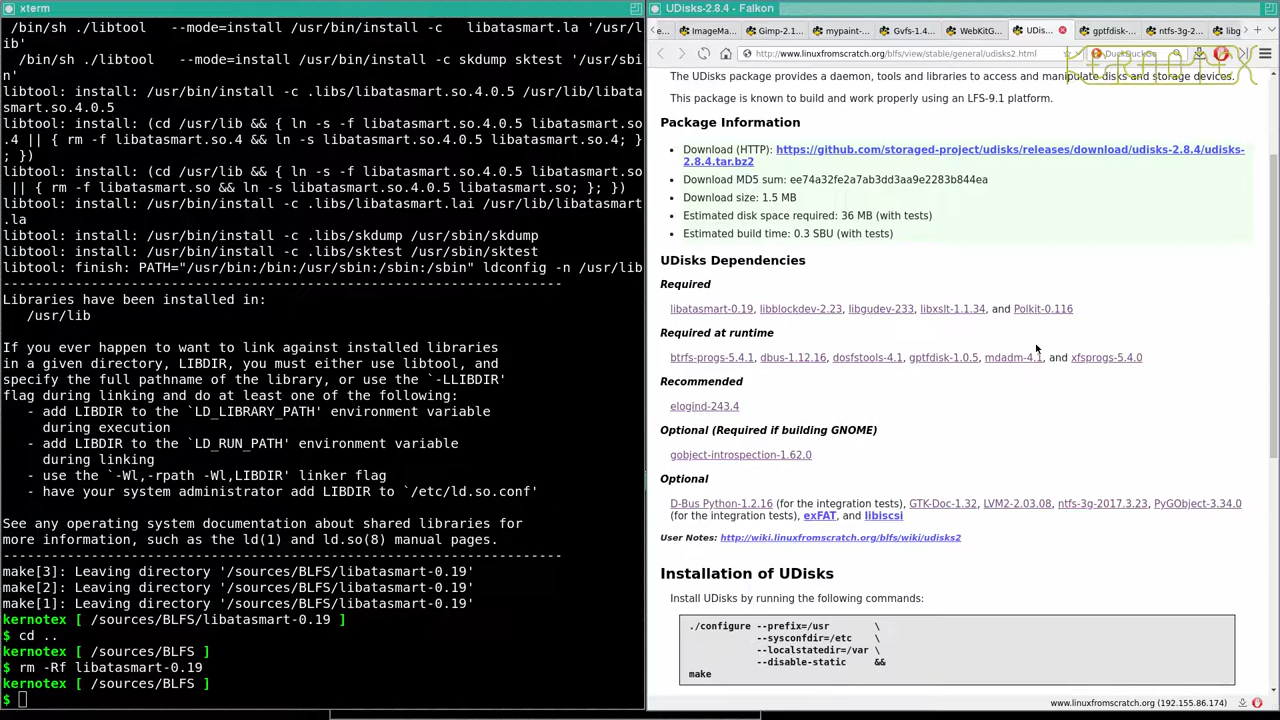 xterm
/bin/sh ./libtool   --mode=install /usr/bin/install -c   libatasmart.la '/usr/l
ib'
/bin/sh ./libtool   --mode=install /usr/bin/install -c skdump sktest '/usr/sbi
n'
libtool: install: /usr/bin/install -c .libs/libatasmart.so.4.0.5 /usr/lib/libata
smart.so.4.0.5
libtool: install: (cd /usr/lib && { ln -s -f libatasmart.so.4.0.5 libatasmart.so
.4 || { rm -f libatasmart.so.4 && ln -s libatasmart.so.4.0.5 libatasmart.so.4; }
; })
libtool: install: (cd /usr/lib && { ln -s -f libatasmart.so.4.0.5 libatasmart.so
 || { rm -f libatasmart.so && ln -s libatasmart.so.4.0.5 libatasmart.so; }; })
libtool: install: /usr/bin/install -c .libs/libatasmart.lai /usr/lib/libatasmart
.la
libtool: install: /usr/bin/install -c .libs/skdump /usr/sbin/skdump
libtool: install: /usr/bin/install -c .libs/sktest /usr/sbin/sktest
libtool: finish: PATH="/usr/bin:/bin:/usr/sbin:/sbin:/sbin" ldconfig -n /usr/lib
----------------------------------------------------------------------
Libraries have been installed in:
   /usr/lib
If you ever happen to want to link against installed libraries
in a given directory, LIBDIR, you must either use libtool, and
specify the full pathname of the library, or use the `-LLIBDIR'
flag during linking and do at least one of the following:
   - add LIBDIR to the `LD_LIBRARY_PATH' environment variable
     during execution
   - add LIBDIR to the `LD_RUN_PATH' environment variable
     during linking
   - use the `-Wl,-rpath -Wl,LIBDIR' linker flag
   - have your system administrator add LIBDIR to `/etc/ld.so.conf'
See any operating system documentation about shared libraries for
more information, such as the ld(1) and ld.so(8) manual pages.
----------------------------------------------------------------------
make[3]: Leaving directory '/sources/BLFS/libatasmart-0.19'
make[2]: Leaving directory '/sources/BLFS/libatasmart-0.19'
make[1]: Leaving directory '/sources/BLFS/libatasmart-0.19'
kernotex [ /sources/BLFS/libatasmart-0.19 ]
$ cd ..
kernotex [ /sources/BLFS ]
$ rm -Rf libatasmart-0.19
kernotex [ /sources/BLFS ]
$
UDisks-2.8.4 - Falkon
e... ImageMa... Gimp-2.1... mypaint-... Gvfs-1.4... WebKitG... UDis... gptfdisk-... ntfs-3g-2... libg
http://www.linuxfromscratch.org/blfs/view/stable/general/udisks2.html DuckDuckGo
KERNOTEX
The UDisks package provides a daemon, tools and libraries to access and manipulate disks and storage devices.
This package is known to build and work properly using an LFS-9.1 platform.
Package Information
Download (HTTP): https://github.com/storaged-project/udisks/releases/download/udisks-2.8.4/udisks-
2.8.4.tar.bz2
Download MD5 sum: ee74a32fe2a7ab3dd3aa9e2283b844ea
Download size: 1.5 MB
Estimated disk space required: 36 MB (with tests)
Estimated build time: 0.3 SBU (with tests)
UDisks Dependencies
Required
libatasmart-0.19, libblockdev-2.23, libgudev-233, libxslt-1.1.34, and Polkit-0.116
Required at runtime
btrfs-progs-5.4.1, dbus-1.12.16, dosfstools-4.1, gptfdisk-1.0.5, mdadm-4.1, and xfsprogs-5.4.0
Recommended
elogind-243.4
Optional (Required if building GNOME)
gobject-introspection-1.62.0
Optional
D-Bus Python-1.2.16 (for the integration tests), GTK-Doc-1.32, LVM2-2.03.08, ntfs-3g-2017.3.23, PyGObject-3.34.0
(for the integration tests), exFAT, and libiscsi
User Notes: http://wiki.linuxfromscratch.org/blfs/wiki/udisks2
Installation of UDisks
Install UDisks by running the following commands:
./configure --prefix=/usr       \
            --sysconfdir=/etc   \
            --localstatedir=/var \
            --disable-static    &&
make
www.linuxfromscratch.org (192.155.86.174)